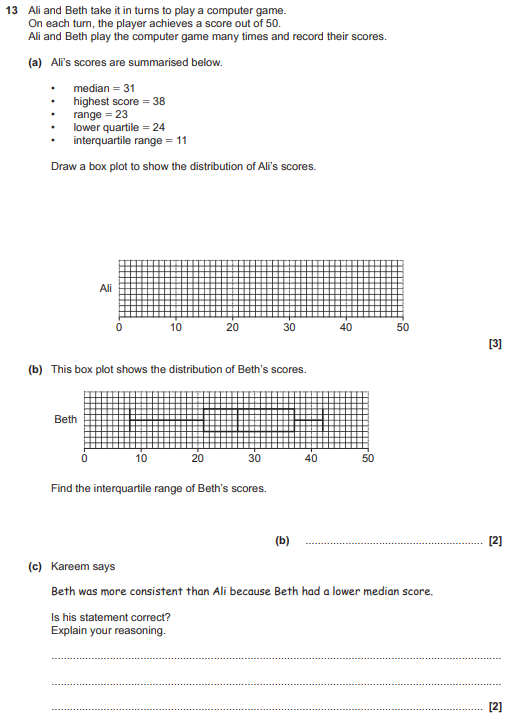 13 Ali and Beth take it in turns to play a computer game.
On each turn, the player achieves a score out of 50.
Ali and Beth play the computer game many times and record their scores.
(a) Ali's scores are summarised below.
• median = 31
• highest score = 38
• range = 23
• lower quartile = 24
• interquartile range = 11
Draw a box plot to show the distribution of Ali's scores.
Ali
0 10 20 30 40 50
[3]
(b) This box plot shows the distribution of Beth's scores.
Beth
0 10 20 30 40 50
Find the interquartile range of Beth's scores.
(b) ........................................................ [2]
(c) Kareem says
Beth was more consistent than Ali because Beth had a lower median score.
Is his statement correct?
Explain your reasoning.
[2]